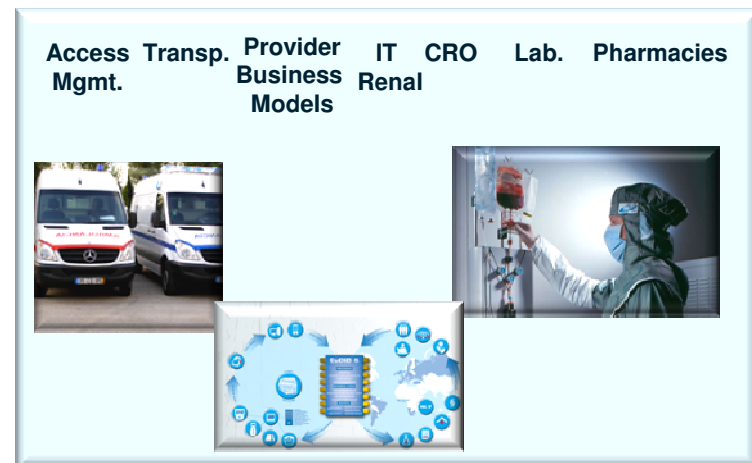 Access Transp. Provider IT CRO Lab. Pharmacies
Mgmt. Business Renal
Models